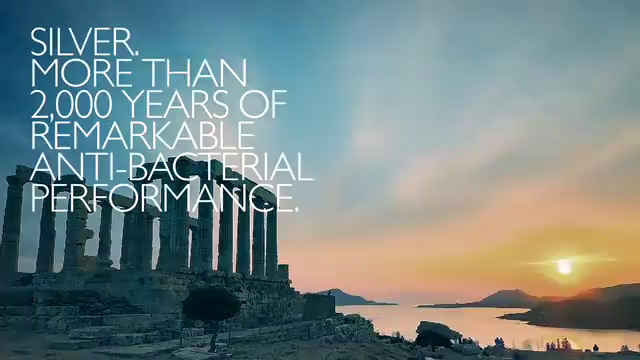 SILVER.
MORE THAN
2,000 YEARS OF
REMARKABLE
ANTI-BACTERIAL
PERFORMANCE.